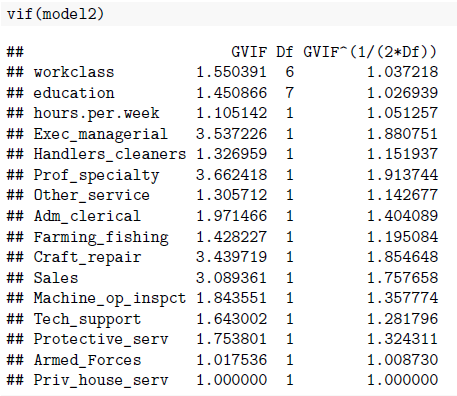 vif(model2)
## GVIF Df GVIF^(1/(2*Df))
## workclass 1.550391 6 1.037218
## education 1.450866 7 1.026939
## hours.per.week 1.105142 1 1.051257
## Exec_managerial 3.537226 1 1.880751
## Handlers_cleaners 1.326959 1 1.151937
## Prof_specialty 3.662418 1 1.913744
## Other_service 1.305712 1 1.142677
## Adm_clerical 1.971466 1 1.404089
## Farming_fishing 1.428227 1 1.195084
## Craft_repair 3.439719 1 1.854648
## Sales 3.089361 1 1.757658
## Machine_op_inspct 1.843551 1 1.357774
## Tech_support 1.643002 1 1.281796
## Protective_serv 1.753801 1 1.324311
## Armed_Forces 1.017536 1 1.008730
## Priv_house_serv 1.000000 1 1.000000